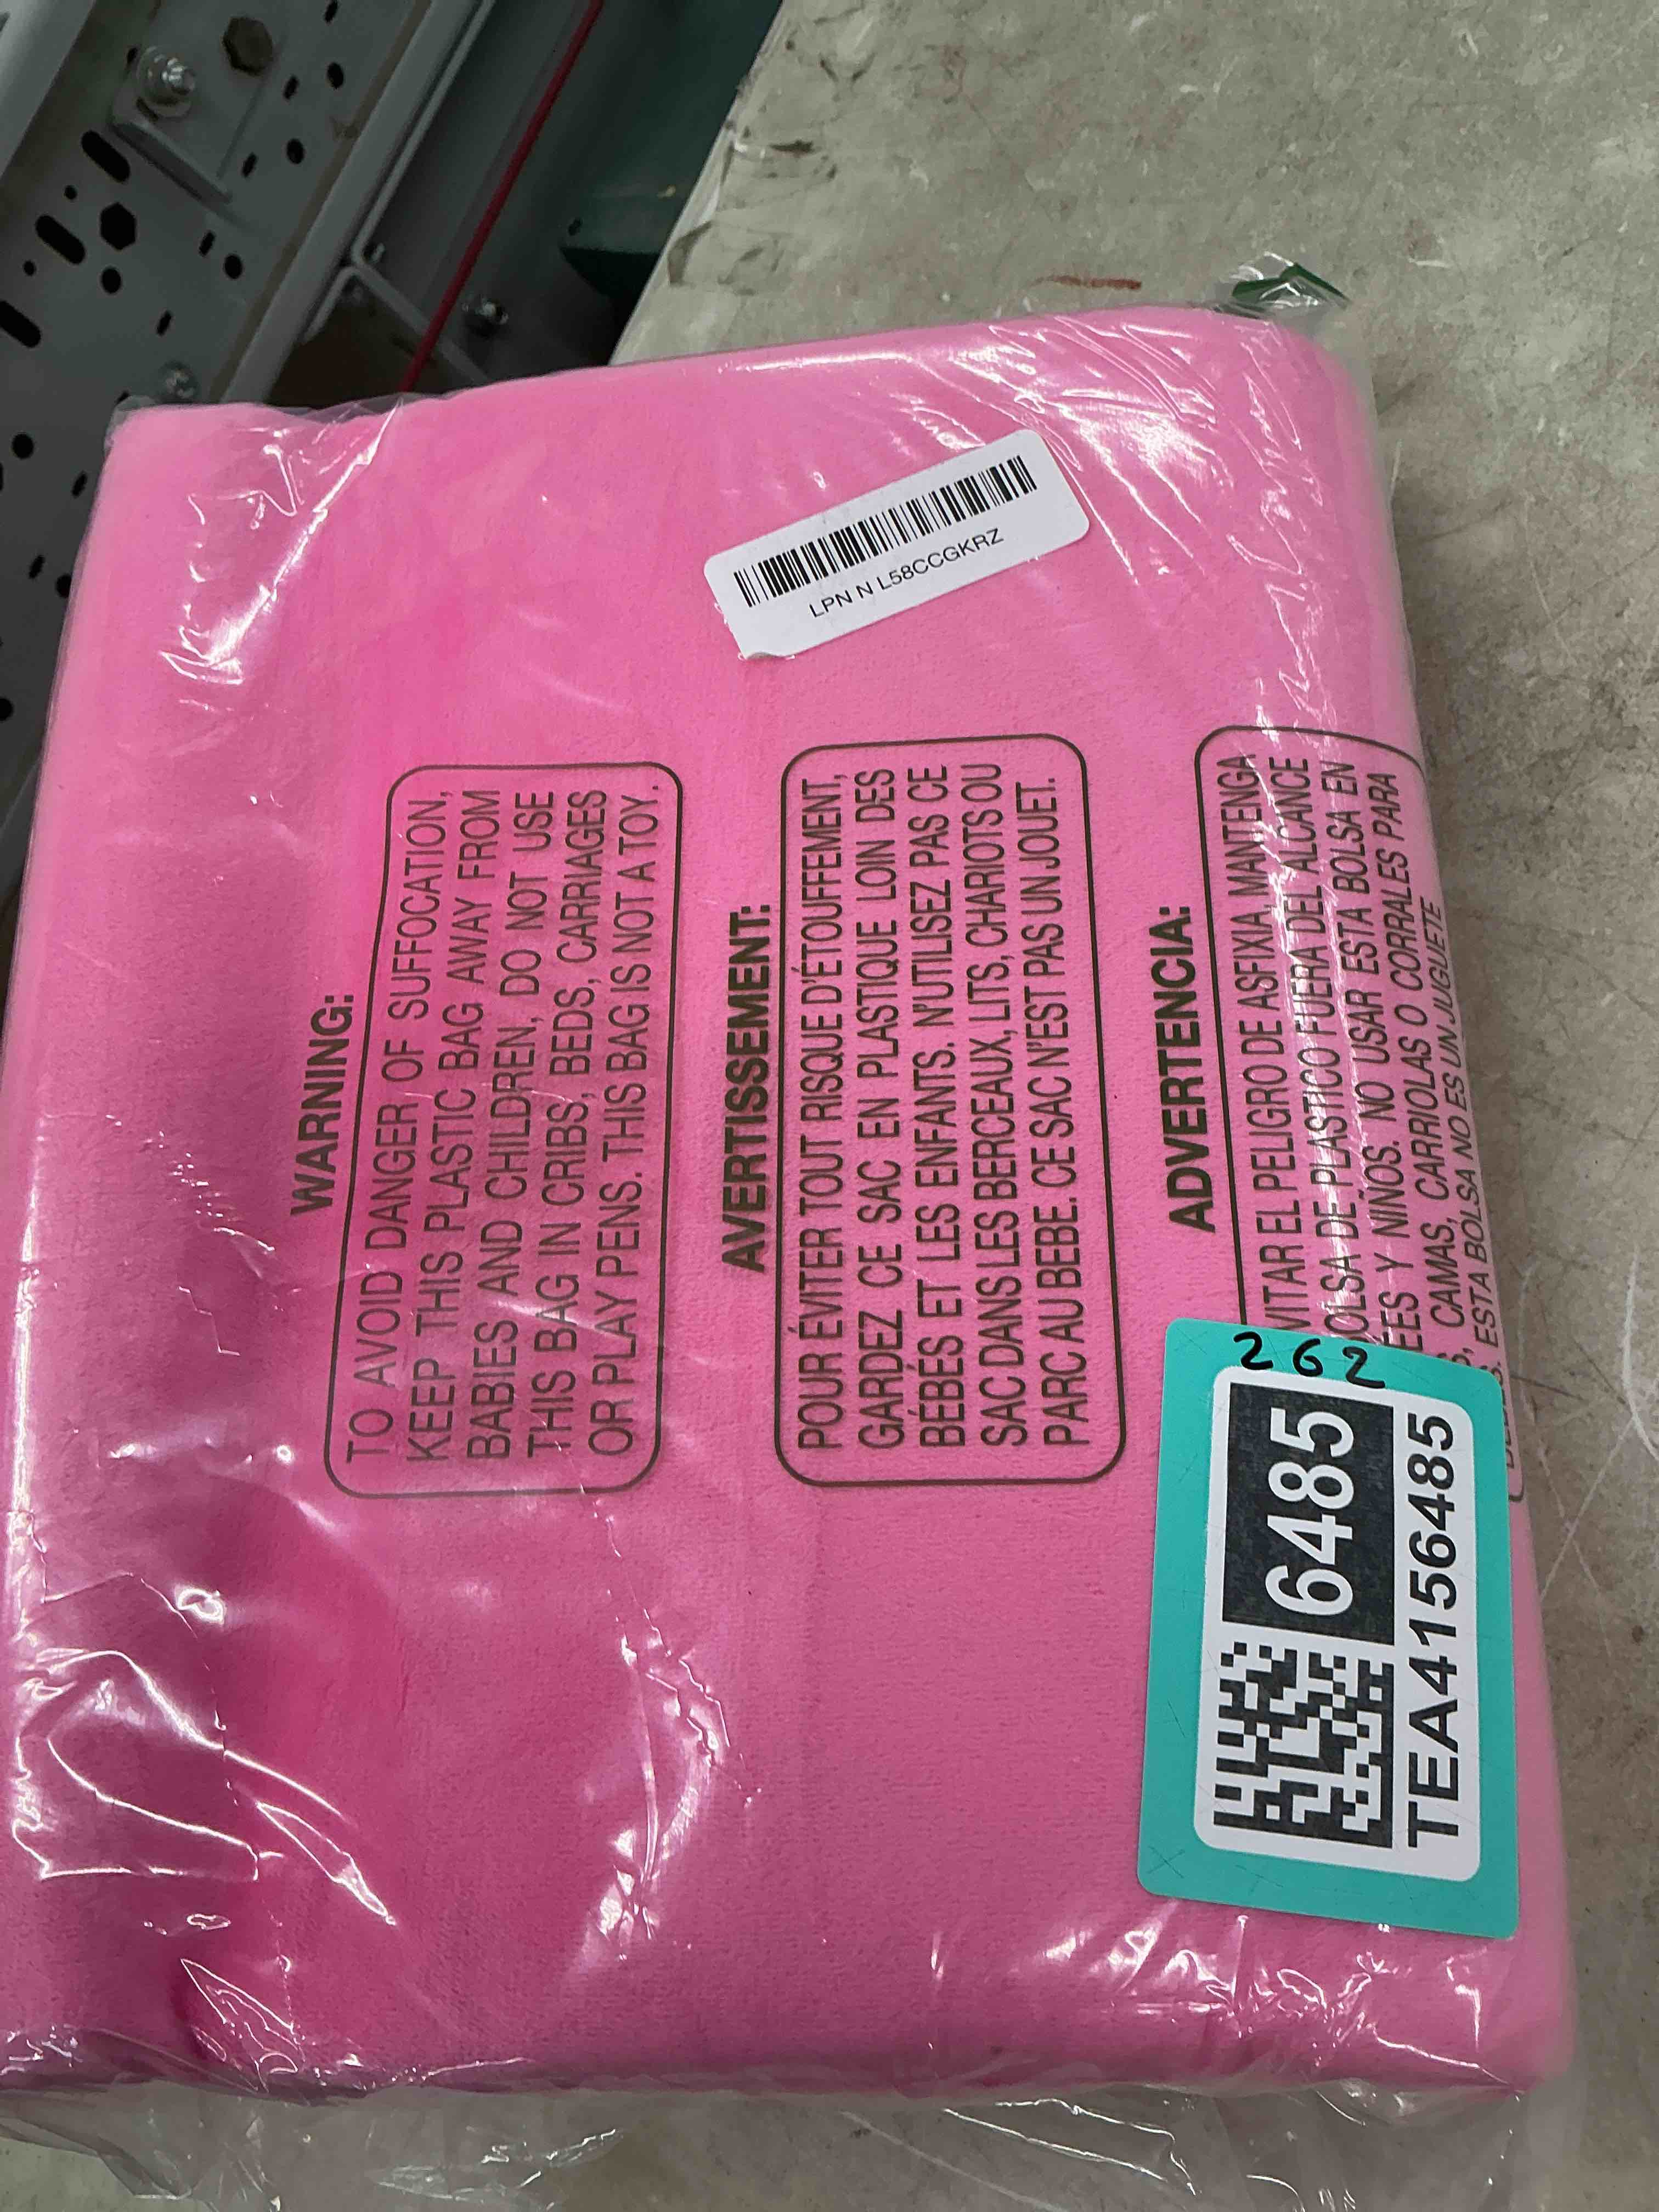 LPN N L58CCGKRZ
WARNING:
TO AVOID DANGER OF SUFFOCATION,
KEEP THIS PLASTIC BAG AWAY FROM
BABIES AND CHILDREN, DO NOT USE
THIS BAG IN CRIBS, BEDS, CARRIAGES
OR PLAY PENS. THIS BAG IS NOT A TOY.
AVERTISSEMENT:
POUR ÉVITER TOUT RISQUE D'ÉTOUFFEMENT,
GARDEZ CE SAC EN PLASTIQUE LOIN DES
BÉBÉS ET LES ENFANTS. N'UTILISEZ PAS CE
SAC DANS LES BERCEAUX, LITS, CHARIOTS OU
PARC AU BEBE. CE SAC N'EST PAS UN JOUET.
ADVERTENCIA:
VITAR EL PELIGRO DE ASFIXIA, MANTENGA
OLSA DE PLASTICO FUERA DEL ALCANCE
ÉES Y NIÑOS. NO USAR ESTA BOLSA EN
CAMAS, CARRIOLAS O CORRALES PARA
ESTA BOLSA NO ES UN JUGUETE
262
6485
TEA4156485